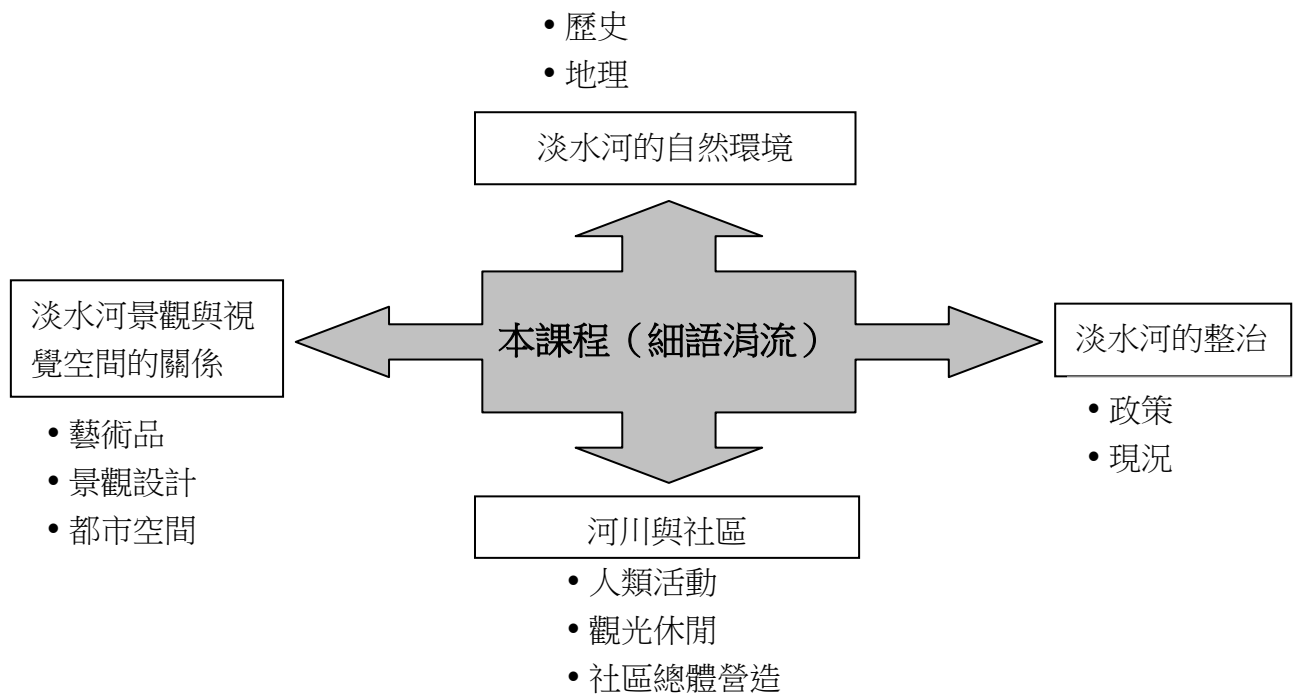 • 歷史
• 地理
淡水河的自然環境
淡水河景觀與視
覺空間的關係
• 藝術品
• 景觀設計
• 都市空間
本課程（細語涓流）
淡水河的整治
• 政策
• 現況
河川與社區
• 人類活動
• 觀光休閒
• 社區總體營造